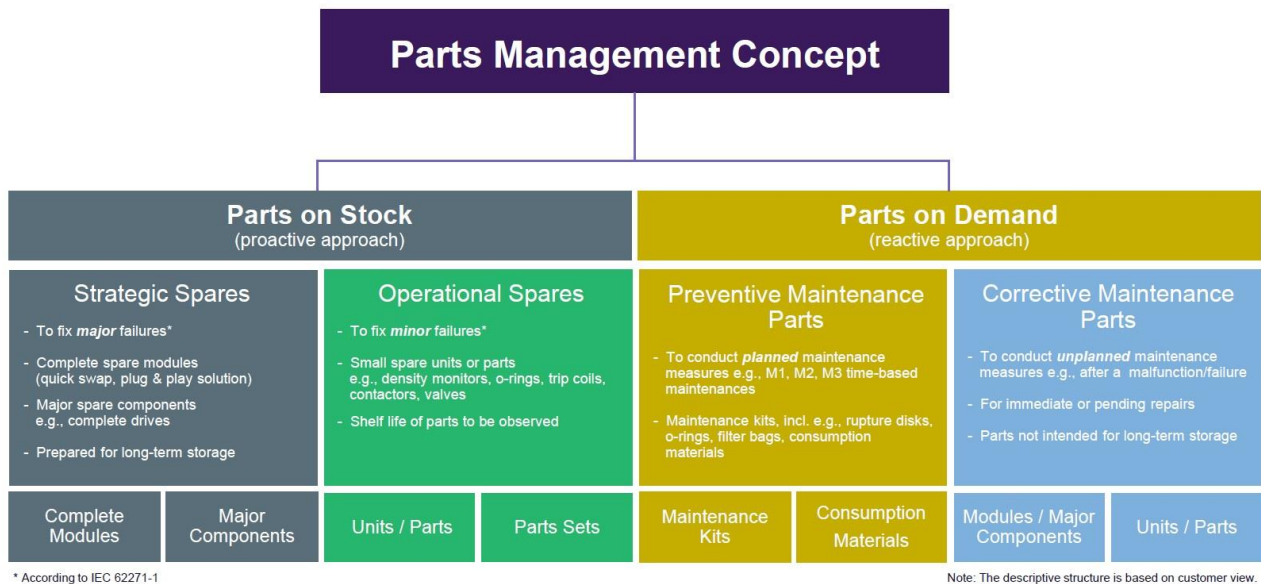 Parts Management Concept
Parts on Stock
(proactive approach)
Parts on Demand
(reactive approach)
Strategic Spares
- To fix major failures*
- Complete spare modules
(quick swap, plug & play solution)
- Major spare components
e.g., complete drives
- Prepared for long-term storage
Operational Spares
- To fix minor failures*
- Small spare units or parts
e.g., density monitors, o-rings, trip coils,
contactors, valves
- Shelf life of parts to be observed
Preventive Maintenance
Parts
- To conduct planned maintenance
measures e.g., M1, M2, M3 time-based
maintenances
- Maintenance kits, incl. e.g., rupture disks,
o-rings, filter bags, consumption
materials
Corrective Maintenance
Parts
- To conduct unplanned maintenance
measures e.g., after a malfunction/failure
- For immediate or pending repairs
- Parts not intended for long-term storage
Complete
Modules
Major
Components
Units / Parts
Parts Sets
Maintenance
Kits
Consumption
Materials
Modules / Major
Components
Units / Parts
* According to IEC 62271-1
Note: The descriptive structure is based on customer view.